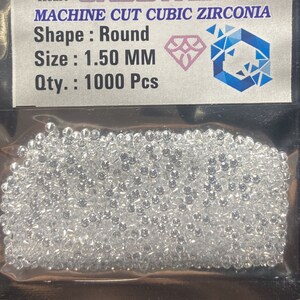 MACHINE CUT CUBIC ZIRCONIA
Shape : Round
Size : 1.50 MM
Qty. : 1000 Pcs